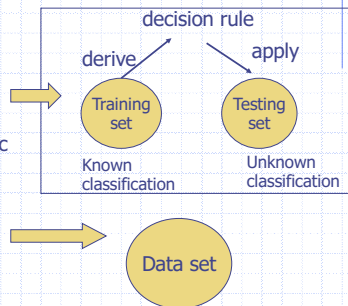 decision rule
derive
apply
Training
set
Testing
set
c
Known
classification
Unknown
classification
Data set